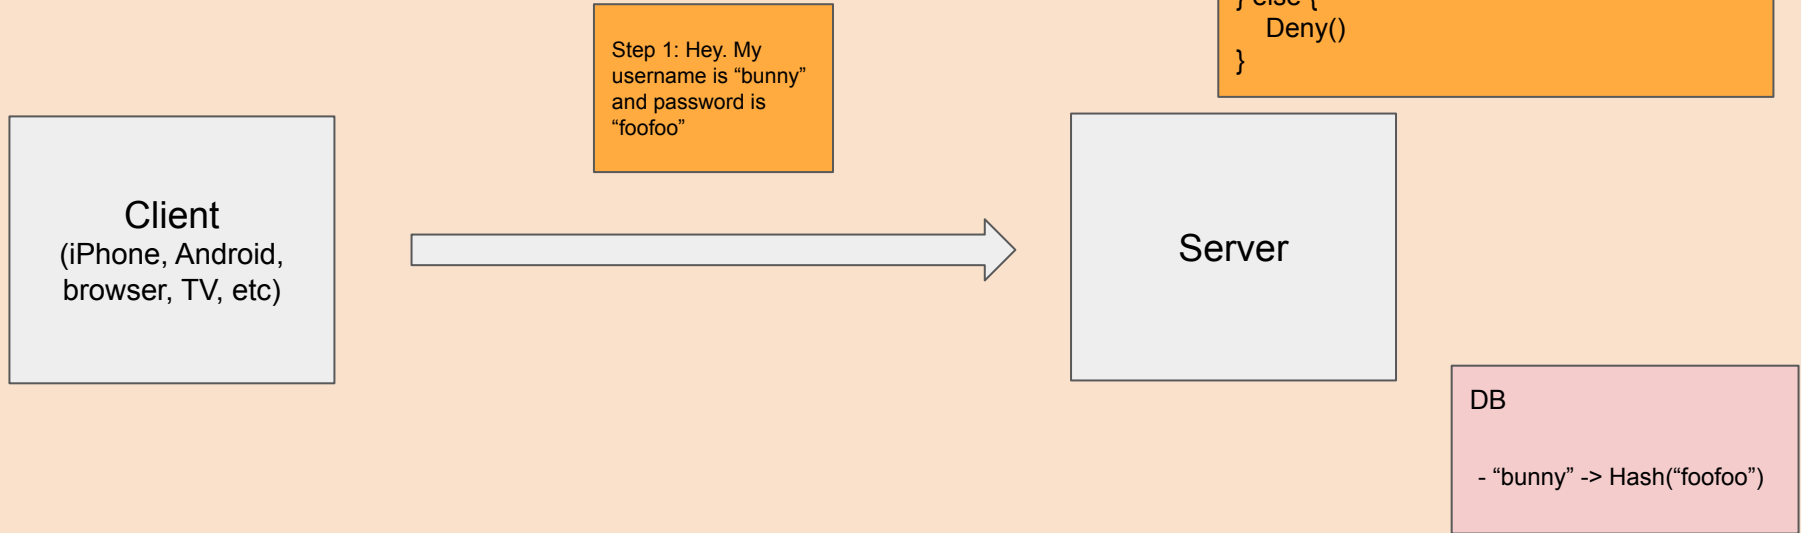 } else {
Deny()
}
Step 1: Hey. My
username is “bunny”
and password is
“foofoo”
Client
(iPhone, Android,
browser, TV, etc)
Server
DB
- “bunny” -> Hash(“foofoo”)